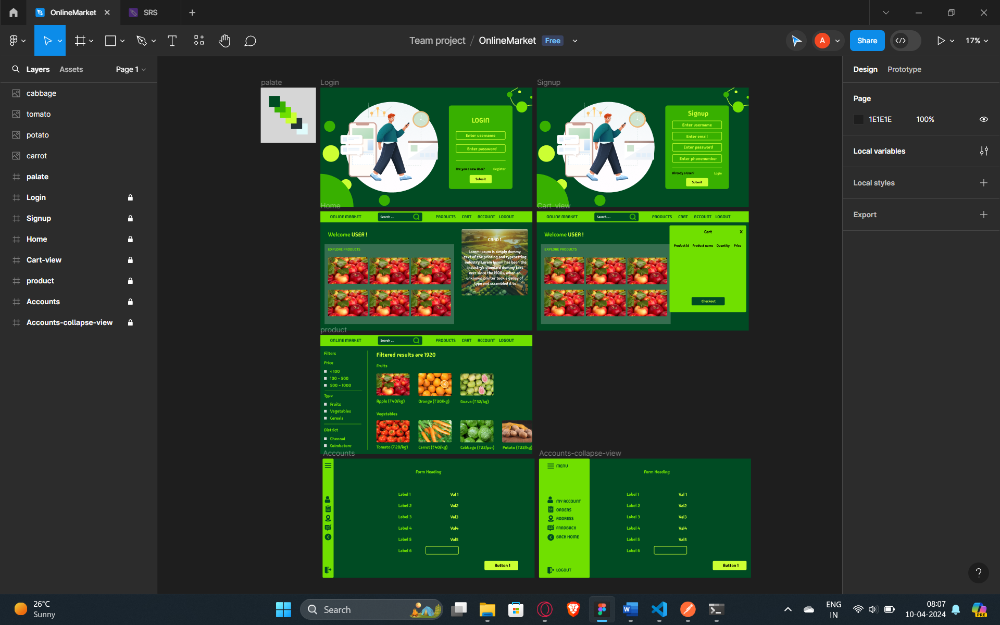 OnlineMarket
SRS
Team project / OnlineMarket Free
A
Share
17%
Layers Assets Page 1
cabbage
tomato
potato
carrot
palate
Login
Signup
Home
Cart-view
product
Accounts
Accounts-collapse-view
palate
Login
LOGIN
Enter username
Enter password
Are you a new User? Register
Submit
Signup
Signup
Enter username
Enter email
Enter password
Enter phonenumber
Already a User? Login
Submit
Home
ONLINE MARKET Search ... PRODUCTS CART ACCOUNT LOGOUT
Welcome USER !
EXPLORE PRODUCTS
CARD 1
Lorem Ipsum is simply dummy
text of the printing and typesetting
industry. Lorem Ipsum has been the
industry's standard dummy text
ever since the 1500s, when an
unknown printer took a galley of
type and scrambled it to
Cart-view
ONLINE MARKET Search ... PRODUCTS CART ACCOUNT LOGOUT
Welcome USER !
EXPLORE PRODUCTS
Cart X
Product id Product name Quantity Price
Checkout
product
ONLINE MARKET Search ... PRODUCTS CART ACCOUNT LOGOUT
Filters
Price
< 100
100 - 500
500 - 1000
Type
Fruits
Vegetables
Cereals
District
Chennai
Coimbatore
Filtered results are 1920
Fruits
Apple (₹40/kg) Orange (₹30/kg) Guava (₹32/kg)
Vegetables
Tomato (₹20/kg) Carrot (₹40/kg) Cabbage (₹22/per) Potato (₹22/kg)
Accounts
Form Heading
Label 1 Val 1
Label 2 Val2
Label 3 Val3
Label 4 Val4
Label 5 Val5
Label 6
Button 1
Accounts-collapse-view
MENU
MY ACCOUNT
ORDERS
ADDRESS
FARDBACK
BACK HOME
LOGOUT
Form Heading
Label 1 Val 1
Label 2 Val2
Label 3 Val3
Label 4 Val4
Label 5 Val5
Label 6
Button 1
Design Prototype
Page
1E1E1E 100%
Local variables
Local styles
Export
?
26°C
Sunny
Search
PRE
ENG
IN
08:07
10-04-2024